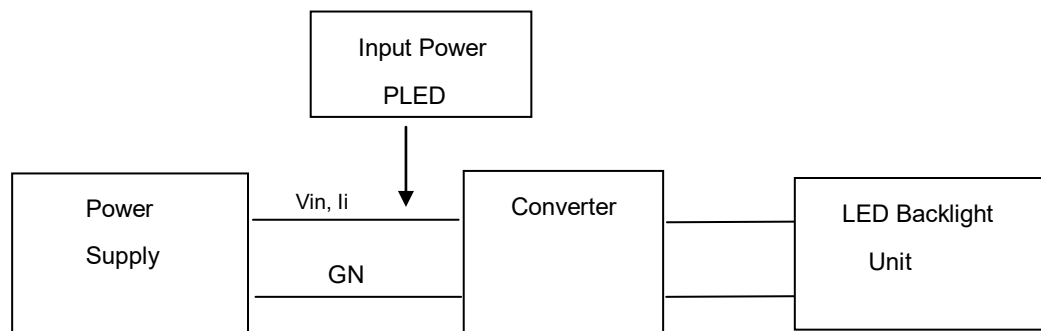 Input Power
PLED
Power
Supply
Vin, Ii
GN
Converter
LED Backlight
Unit